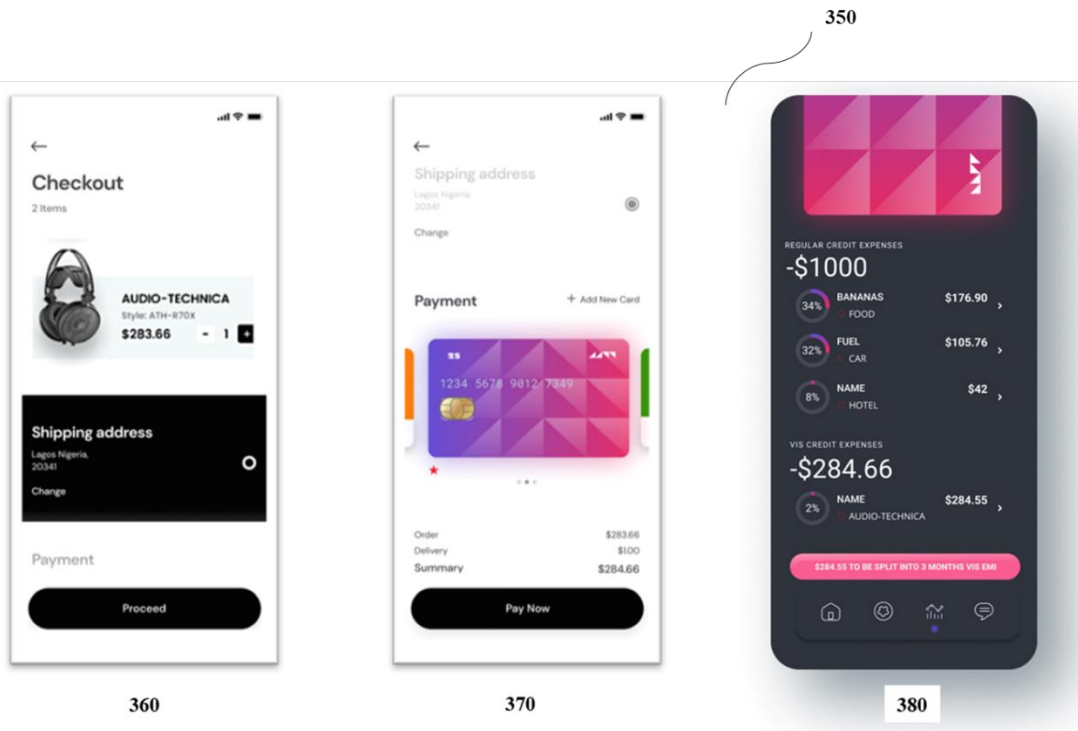 350
Checkout
2 Items
AUDIO-TECHNICA
Style: ATH-R70X
$283.66 - 1 +
Shipping address
Lagos Nigeria,
20341
Change
Payment
Proceed
360
Shipping address
Lagos Nigeria,
20341
Change
Payment + Add New Card
1234 5678 9012 7349
Order $283.66
Delivery $1.00
Summary $284.66
Pay Now
370
REGULAR CREDIT EXPENSES
-$1000
34% BANANAS $176.90 >
FOOD
32% FUEL $105.76 >
CAR
8% NAME $42 >
HOTEL
VIS CREDIT EXPENSES
-$284.66
2% NAME $284.55 >
AUDIO-TECHNICA
$284.55 TO BE SPLIT INTO 3 MONTHS VIS EMI
380